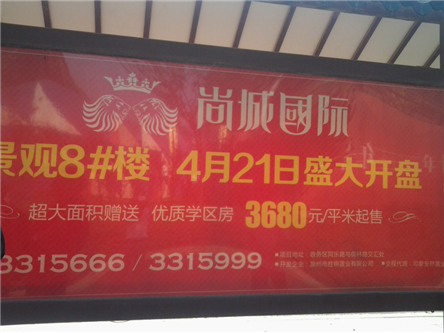 尚城國际
景观8#楼 4月21日盛大开盘
超大面积赠送 优质学区房 3680元/平米起售
3315666 / 3315999